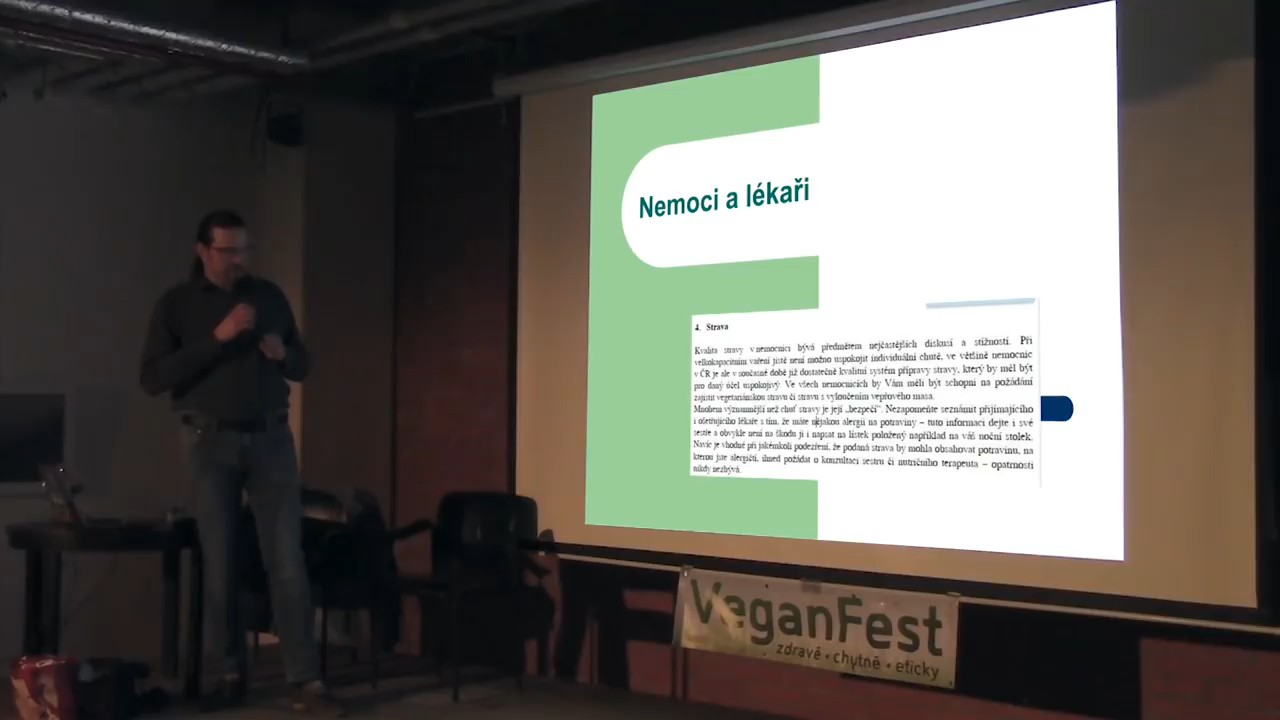 Nemoci a lékaři
4. Strava
Kvalita stravy v nemocnici bývá předmětem nejčastějších diskusí a stížností. Při
velkokapacitním vaření jistě není možno uspokojit individuální chutě, ve většině nemocnic
v ČR je ale v současné době již dostatečně kvalitní systém přípravy stravy, který by měl být
pro daný účel uspokojivý. Ve všech nemocnicích by Vám měli být schopni na požádání
zajistit vegetariánskou stravu či stravu s vyloučením vepřového masa.
Mnohem významnější než chuť stravy je její „bezpečí“. Nezapomeňte seznámit přijímajícího
i ošetřujícího lékaře s tím, že máte nějakou alergii na potraviny – tuto informaci dejte i své
sestře a obvykle není na škodu ji i napsat na lístek položený například na váš noční stolek.
Navíc je vhodné při jakémkoli podezření, že podaná strava by mohla obsahovat potravinu, na
kterou jste alergičtí, ihned požádat o konzultaci sestru či nutričního terapeuta – opatrnosti
nikdy nezbývá.
VeganFest
zdravě • chutně • eticky